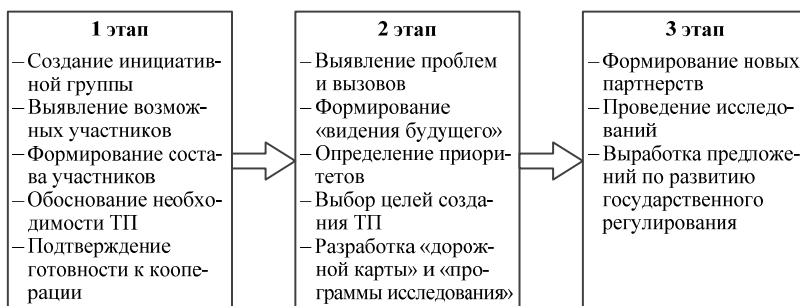 1 этап
– Создание инициатив-
ной группы
– Выявление возмож-
ных участников
– Формирование соста-
ва участников
– Обоснование необхо-
димости ТП
– Подтверждение
готовности к коопе-
рации
2 этап
– Выявление проблем
и вызовов
– Формирование
«видения будущего»
– Определение приори-
тетов
– Выбор целей созда-
ния ТП
– Разработка «дорож-
ной карты» и «про-
граммы исследования»
3 этап
– Формирование новых
партнерств
– Проведение исследо-
ваний
– Выработка предложе-
ний по развитию
государственного
регулирования